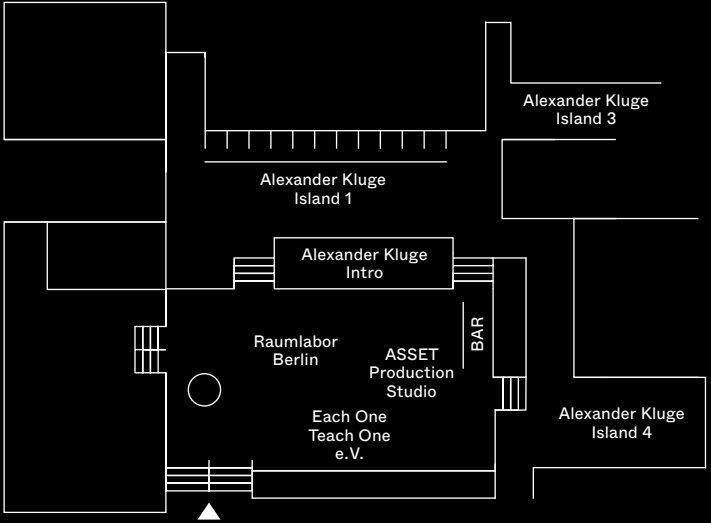 Alexander Kluge
Island 3
Alexander Kluge
Island 1
Alexander Kluge
Intro
Raumlabor
Berlin
ASSET
Production
Studio
BAR
Each One
Teach One
e.V.
Alexander Kluge
Island 4